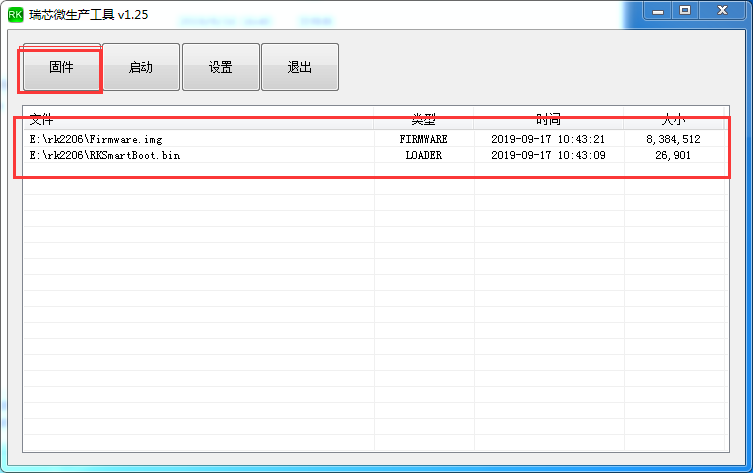 RK 瑞芯微生产工具 v1.25
固件 启动 设置 退出
文件 类型 时间 大小
E:\rk2206\Firmware.img FIRMWARE 2019-09-17 10:43:21 8,384,512
E:\rk2206\RKSmartBoot.bin LOADER 2019-09-17 10:43:09 26,901